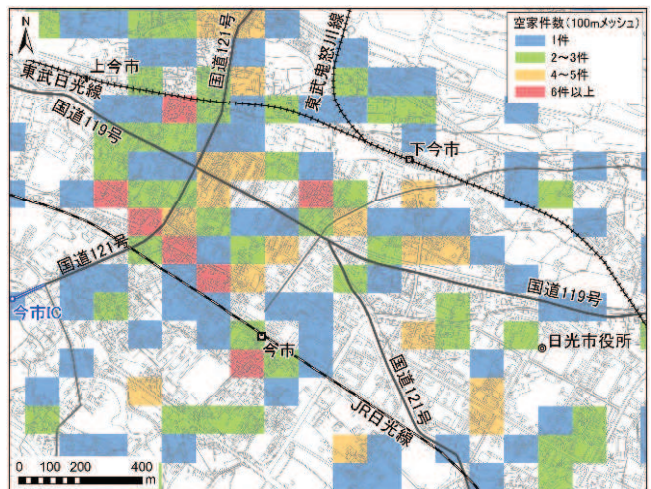 N
空家件数(100mメッシュ)
1件
2~3件
4~5件
6件以上
上今市
東武日光線
国道121号
東武鬼怒川線
国道119号
下今市
国道121号
今市IC
国道119号
今市
日光市役所
国道121号
JR日光線
0 100 200 400
m